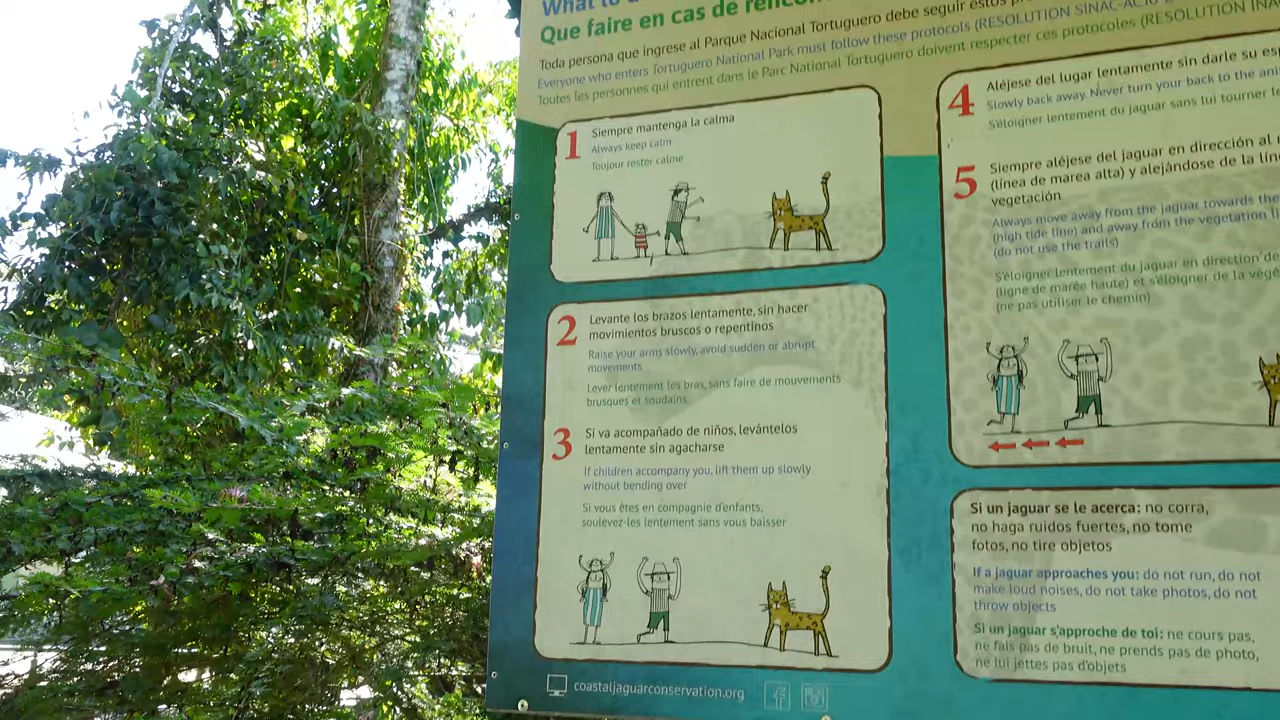 What to
Que faire en cas de
Toda persona que ingrese al Parque Nacional Tortuguero debe seguir estos
Everyone who enters Tortuguero National Park must follow these protocols (RESOLUTION
Toutes les personnes qui entrent dans le Parc National Tortuguero doivent respecter ces protocoles (RESOLUTION
1 Siempre mantenga la calma
Always keep calm
Toujour rester calme
2 Levante los brazos lentamente, sin hacer
movimientos bruscos o repentinos
Raise your arms slowly, avoid sudden or abrupt
movements
Lever lentement les bras, sans faire de mouvements
brusques et soudains
3 Si va acompañado de niños, levántelos
lentamente sin agacharse
If children accompany you, lift them up slowly
without bending over
Si vous êtes en compagnie d'enfants,
soulevez-les lentement sans vous baisser
4 Aléjese del lugar lentamente sin darle su
Slowly back away. Never turn your back to the
S'éloigner lentement du jaguar sans lui tourner
5 Siempre aléjese del jaguar en dirección al
(línea de marea alta) y alejándose de la
vegetación
Always move away from the jaguar towards the
(high tide line) and away from the vegetation
(do not use the trails)
S'éloigner lentement du jaguar en direction
(ligne de marée haute) et s'éloigner de la
(ne pas utiliser le chemin)
Si un jaguar se le acerca: no corra,
no haga ruidos fuertes, no tome
fotos, no tire objetos
If a jaguar approaches you: do not run, do not
make loud noises, do not take photos, do not
throw objects
Si un jaguar s'approche de toi: ne cours pas,
ne fais pas de bruit, ne prends pas de photo,
ne lui jettes pas d'objets
coastaljaguarconservation.org